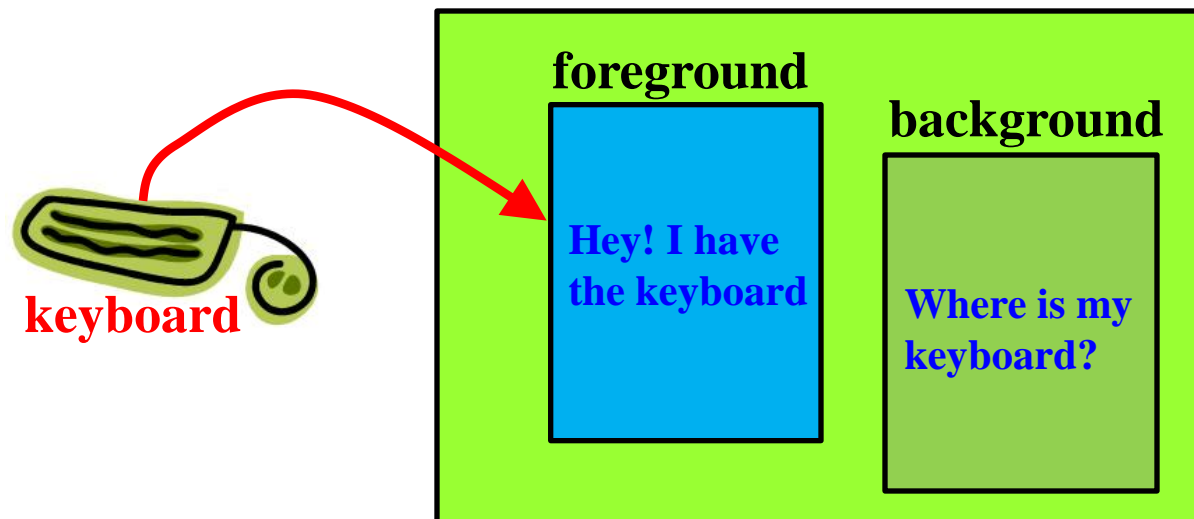 foreground
background
Hey! I have
the keyboard
keyboard
Where is my
keyboard?